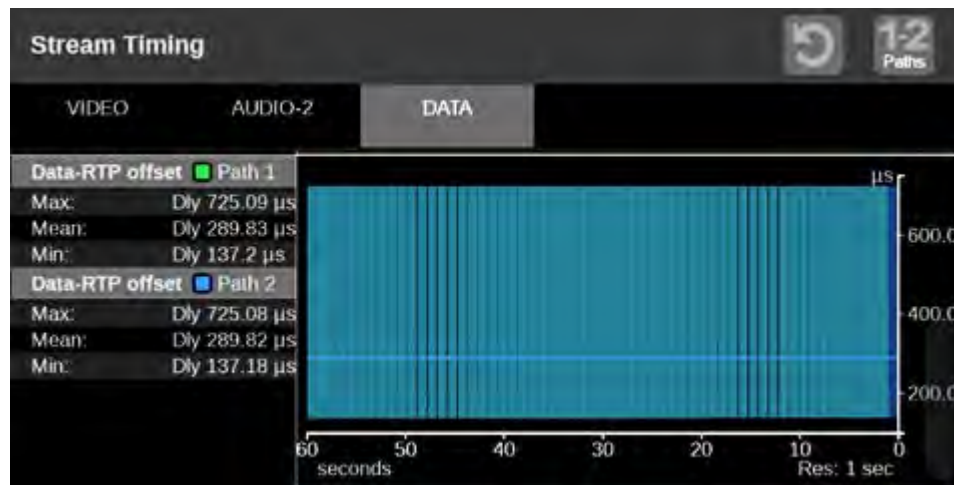 Stream Timing
1-2
Paths
VIDEO AUDIO-2 DATA
Data-RTP offset Path 1
Max: Dly 725.09 µs
Mean: Dly 289.83 µs
Min: Dly 137.2 µs
Data-RTP offset Path 2
Max: Dly 725.08 µs
Mean: Dly 289.82 µs
Min: Dly 137.18 µs
µs
600.0
400.0
200.0
60 50 40 30 20 10 0
seconds Res: 1 sec